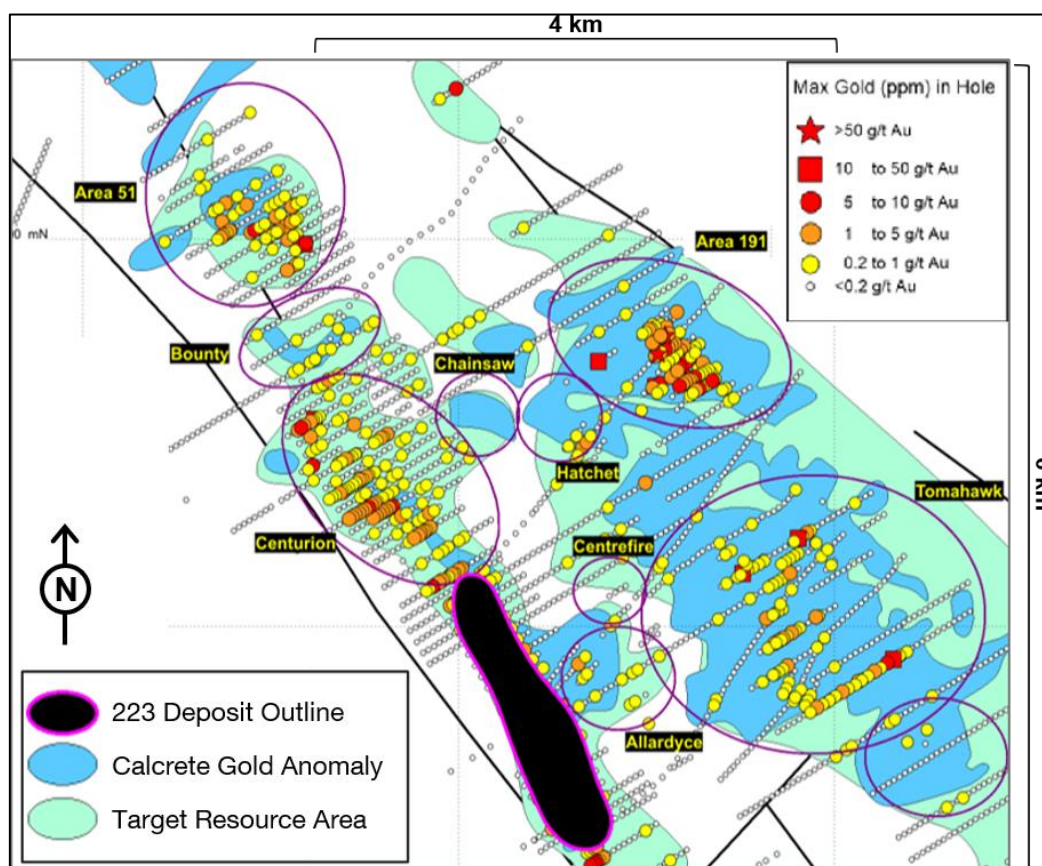 4 km
Max Gold (ppm) in Hole
>50 g/t Au
10 to 50 g/t Au
5 to 10 g/t Au
1 to 5 g/t Au
0.2 to 1 g/t Au
<0.2 g/t Au
Area 51
0 mN
Area 191
Bounty
Chainsaw
Hatchet
Tomahawk
Centurion
Centrefire
N
Allardyce
223 Deposit Outline
Calcrete Gold Anomaly
Target Resource Area